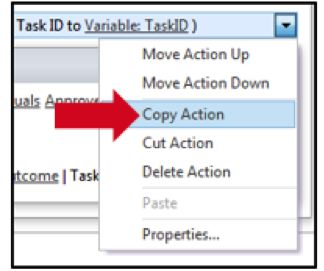 Task ID to Variable: TaskID )
Move Action Up
Move Action Down
uals Approve
Copy Action
Cut Action
tcome | Task
Delete Action
Paste
Properties...